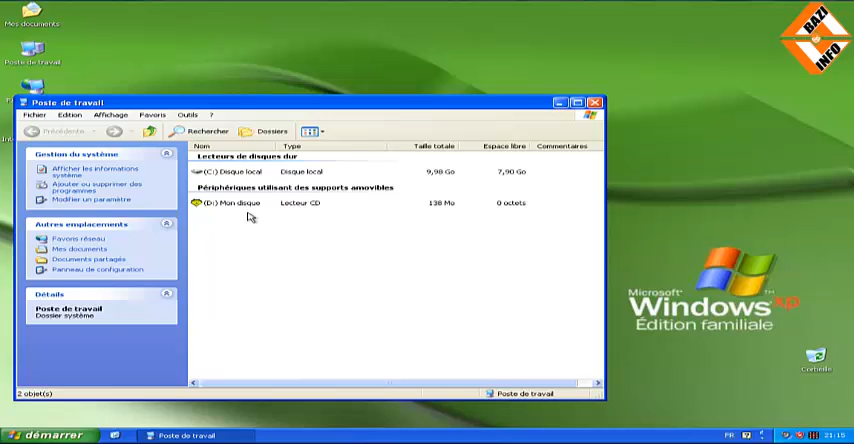 Mes documents
Poste de travail
BAZI
INFO
Poste de travail
Fichier Edition Affichage Favoris Outils ?
Précédente Rechercher Dossiers
Nom Type Taille totale Espace libre Commentaires
Gestion du système
Afficher les informations
système
Ajouter ou supprimer des
programmes
Modifier un paramètre
Autres emplacements
Favoris réseau
Mes documents
Documents partagés
Panneau de configuration
Détails
Poste de travail
Dossier système
Lecteurs de disques dur
(C:) Disque local Disque local 9,98 Go 7,90 Go
Périphériques utilisant des supports amovibles
(D:) Mon disque Lecteur CD 138 Mo 0 octets
2 objet(s) Poste de travail
Microsoft
Windows xp
Édition familiale
Corbeille
démarrer Poste de travail FR 21:15